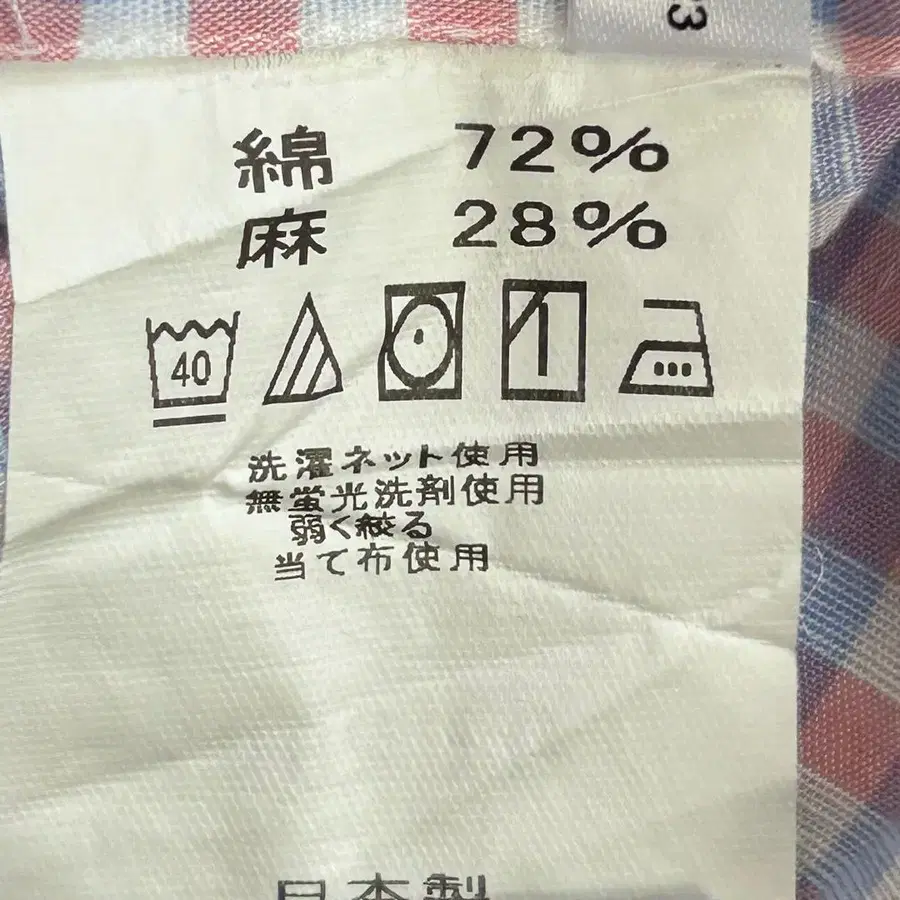 3
綿 72%
麻 28%
40
洗濯ネット使用
無蛍光洗剤使用
弱く絞る
当て布使用
日本製